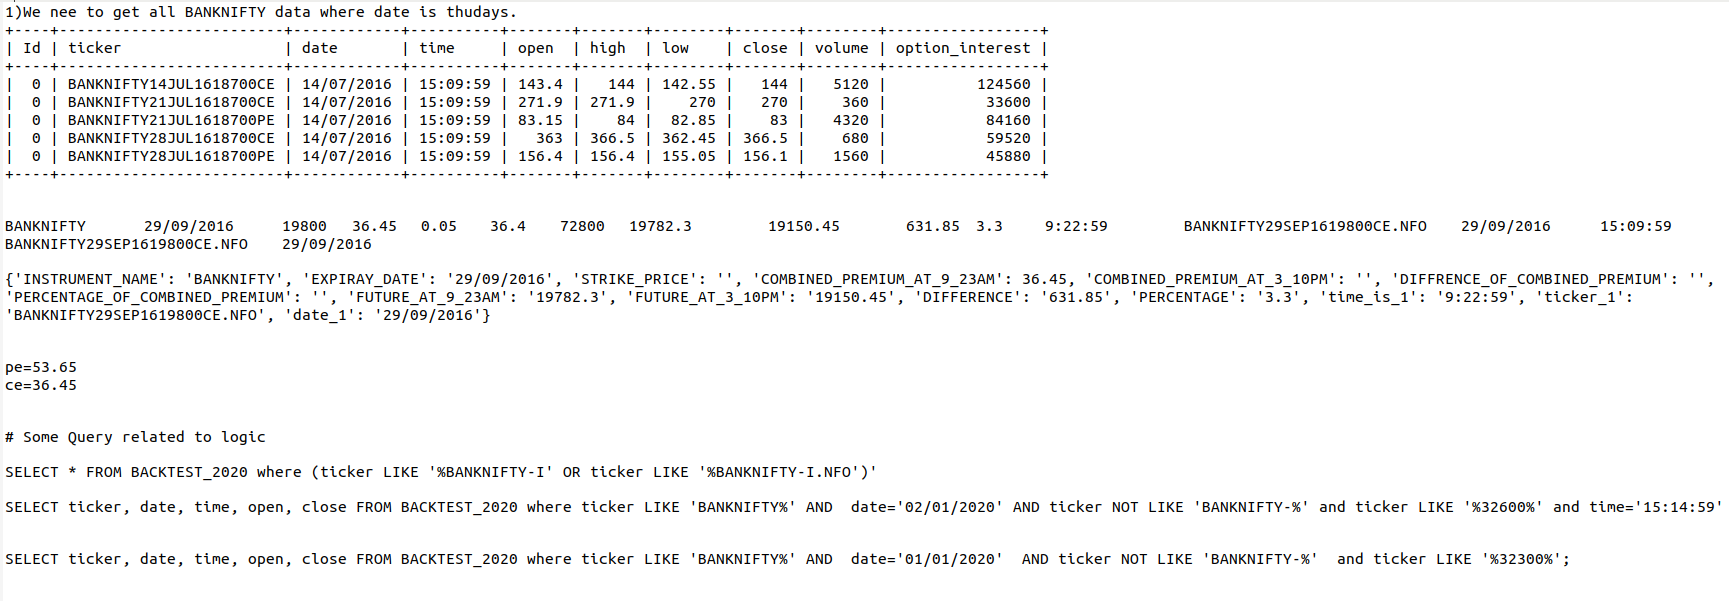 1)We nee to get all BANKNIFTY data where date is thudays.
+----+-------------------------+------------+----------+-------+-------+--------+-------+--------+-----------------+
| Id | ticker                  | date       | time     | open  | high  | low    | close | volume | option_interest |
+----+-------------------------+------------+----------+-------+-------+--------+-------+--------+-----------------+
|  0 | BANKNIFTY14JUL1618700CE | 14/07/2016 | 15:09:59 | 143.4 |   144 | 142.55 |   144 |   5120 |          124560 |
|  0 | BANKNIFTY21JUL1618700CE | 14/07/2016 | 15:09:59 | 271.9 | 271.9 |    270 |   270 |    360 |           33600 |
|  0 | BANKNIFTY21JUL1618700PE | 14/07/2016 | 15:09:59 | 83.15 |    84 |  82.85 |    83 |   4320 |           84160 |
|  0 | BANKNIFTY28JUL1618700CE | 14/07/2016 | 15:09:59 |   363 | 366.5 | 362.45 | 366.5 |    680 |           59520 |
|  0 | BANKNIFTY28JUL1618700PE | 14/07/2016 | 15:09:59 | 156.4 | 156.4 | 155.05 | 156.1 |   1560 |           45880 |
+----+-------------------------+------------+----------+-------+-------+--------+-------+--------+-----------------+
BANKNIFTY 29/09/2016 19800 36.45 0.05 36.4 72800 19782.3 19150.45 631.85 3.3 9:22:59 BANKNIFTY29SEP1619800CE.NFO 29/09/2016 15:09:59
BANKNIFTY29SEP1619800CE.NFO 29/09/2016
{'INSTRUMENT_NAME': 'BANKNIFTY', 'EXPIRAY_DATE': '29/09/2016', 'STRIKE_PRICE': '', 'COMBINED_PREMIUM_AT_9_23AM': 36.45, 'COMBINED_PREMIUM_AT_3_10PM': '', 'DIFFRENCE_OF_COMBINED_PREMIUM': '',
'PERCENTAGE_OF_COMBINED_PREMIUM': '', 'FUTURE_AT_9_23AM': '19782.3', 'FUTURE_AT_3_10PM': '19150.45', 'DIFFERENCE': '631.85', 'PERCENTAGE': '3.3', 'time_is_1': '9:22:59', 'ticker_1':
'BANKNIFTY29SEP1619800CE.NFO', 'date_1': '29/09/2016'}
pe=53.65
ce=36.45
# Some Query related to logic
SELECT * FROM BACKTEST_2020 where (ticker LIKE '%BANKNIFTY-I' OR ticker LIKE '%BANKNIFTY-I.NFO')'
SELECT ticker, date, time, open, close FROM BACKTEST_2020 where ticker LIKE 'BANKNIFTY%' AND  date='02/01/2020' AND ticker NOT LIKE 'BANKNIFTY-%' and ticker LIKE '%32600%' and time='15:14:59'
SELECT ticker, date, time, open, close FROM BACKTEST_2020 where ticker LIKE 'BANKNIFTY%' AND  date='01/01/2020'  AND ticker NOT LIKE 'BANKNIFTY-%'  and ticker LIKE '%32300%';